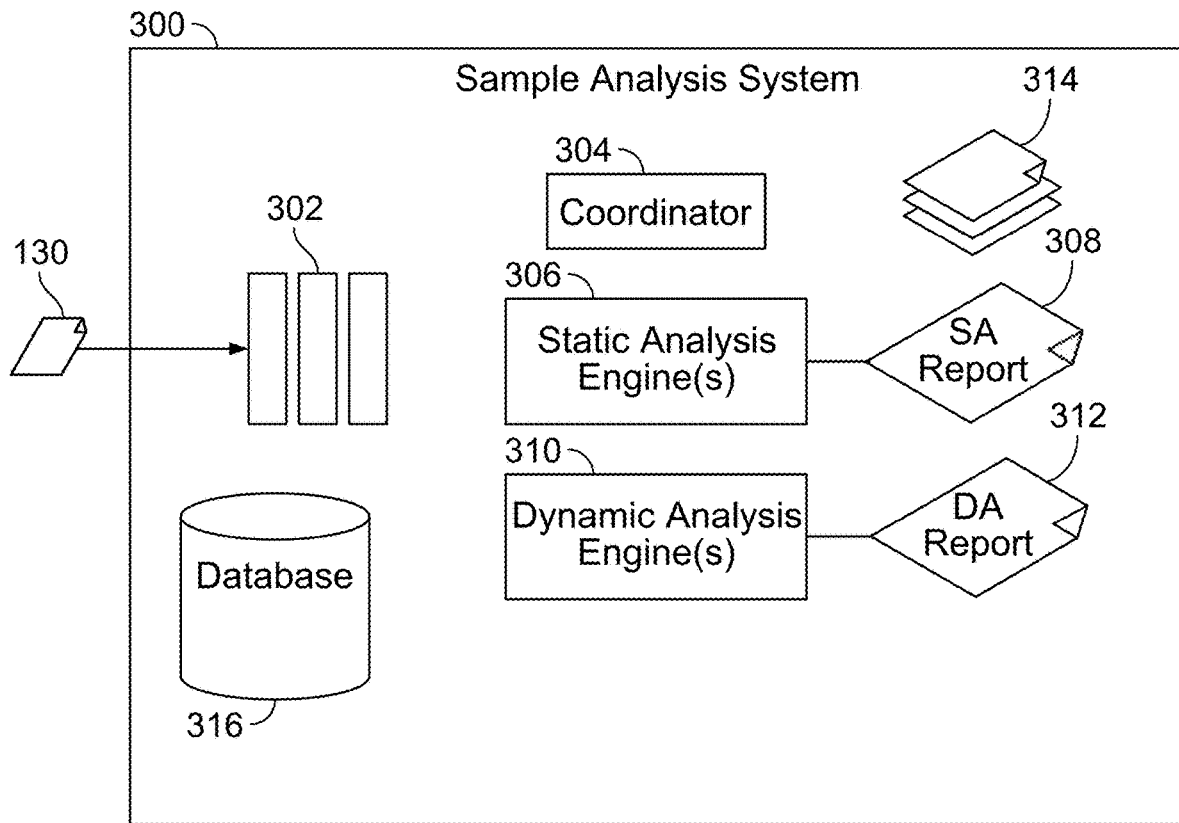 300
Sample Analysis System
314
304
Coordinator
302
130
308
306
Static Analysis
Engine(s)
SA
Report
312
310
Dynamic Analysis
Engine(s)
DA
Report
Database
316